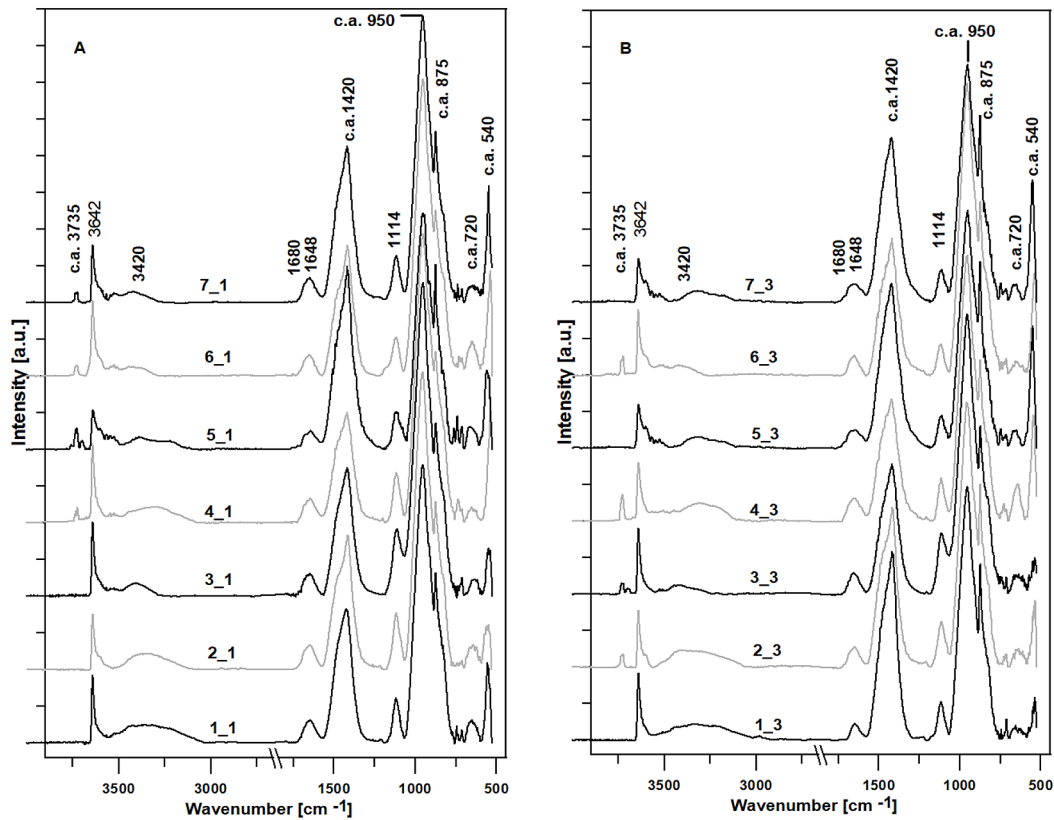 A
c.a. 950
c.a. 875
c.a.1420
c.a. 540
c.a. 3735
3642
3420
1680
1648
1114
c.a.720
7_1
6_1
5_1
4_1
3_1
2_1
1_1
Intensity [a.u.]
3500
3000
1500
1000
500
Wavenumber [cm -1]
B
c.a. 950
c.a. 875
c.a.1420
c.a. 540
c.a. 3735
3642
3420
1680
1648
1114
c.a.720
7_3
6_3
5_3
4_3
3_3
2_3
1_3
Intensity [a.u.]
3500
3000
1500
1000
500
Wavenumber [cm -1]